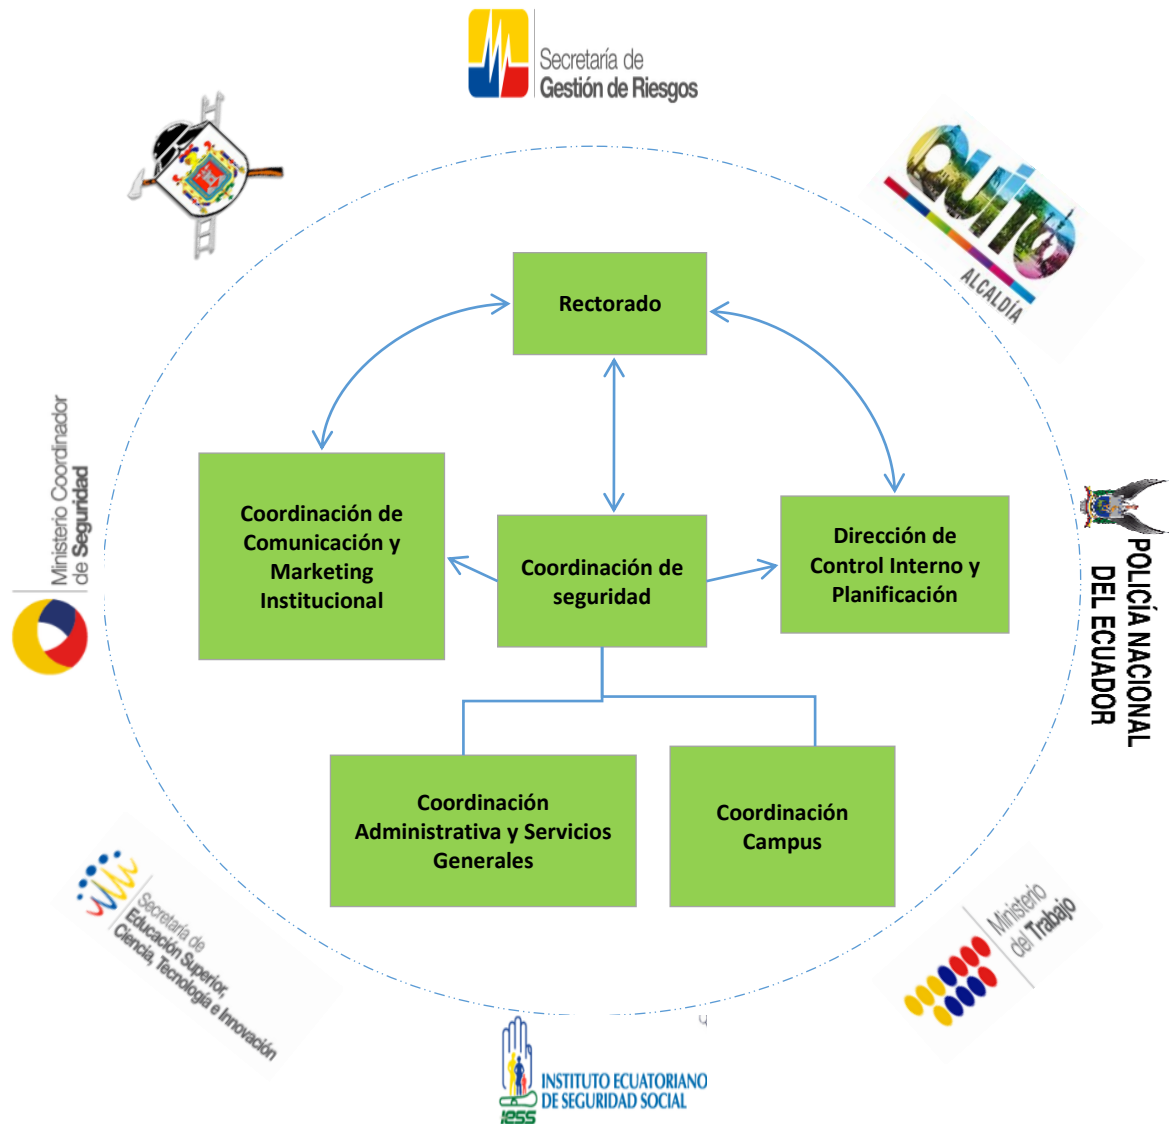 Secretaría de
Gestión de Riesgos
QUITO
ALCALDÍA
Rectorado
Ministerio Coordinador
de Seguridad
Coordinación de
Comunicación y
Marketing
Institucional
Coordinación de
seguridad
Dirección de
Control Interno y
Planificación
POLICÍA NACIONAL
DEL ECUADOR
Coordinación
Administrativa y Servicios
Generales
Coordinación
Campus
Secretaría de
Educación Superior,
Ciencia, Tecnología e Innovación
Ministerio
del Trabajo
INSTITUTO ECUATORIANO
DE SEGURIDAD SOCIAL
iess